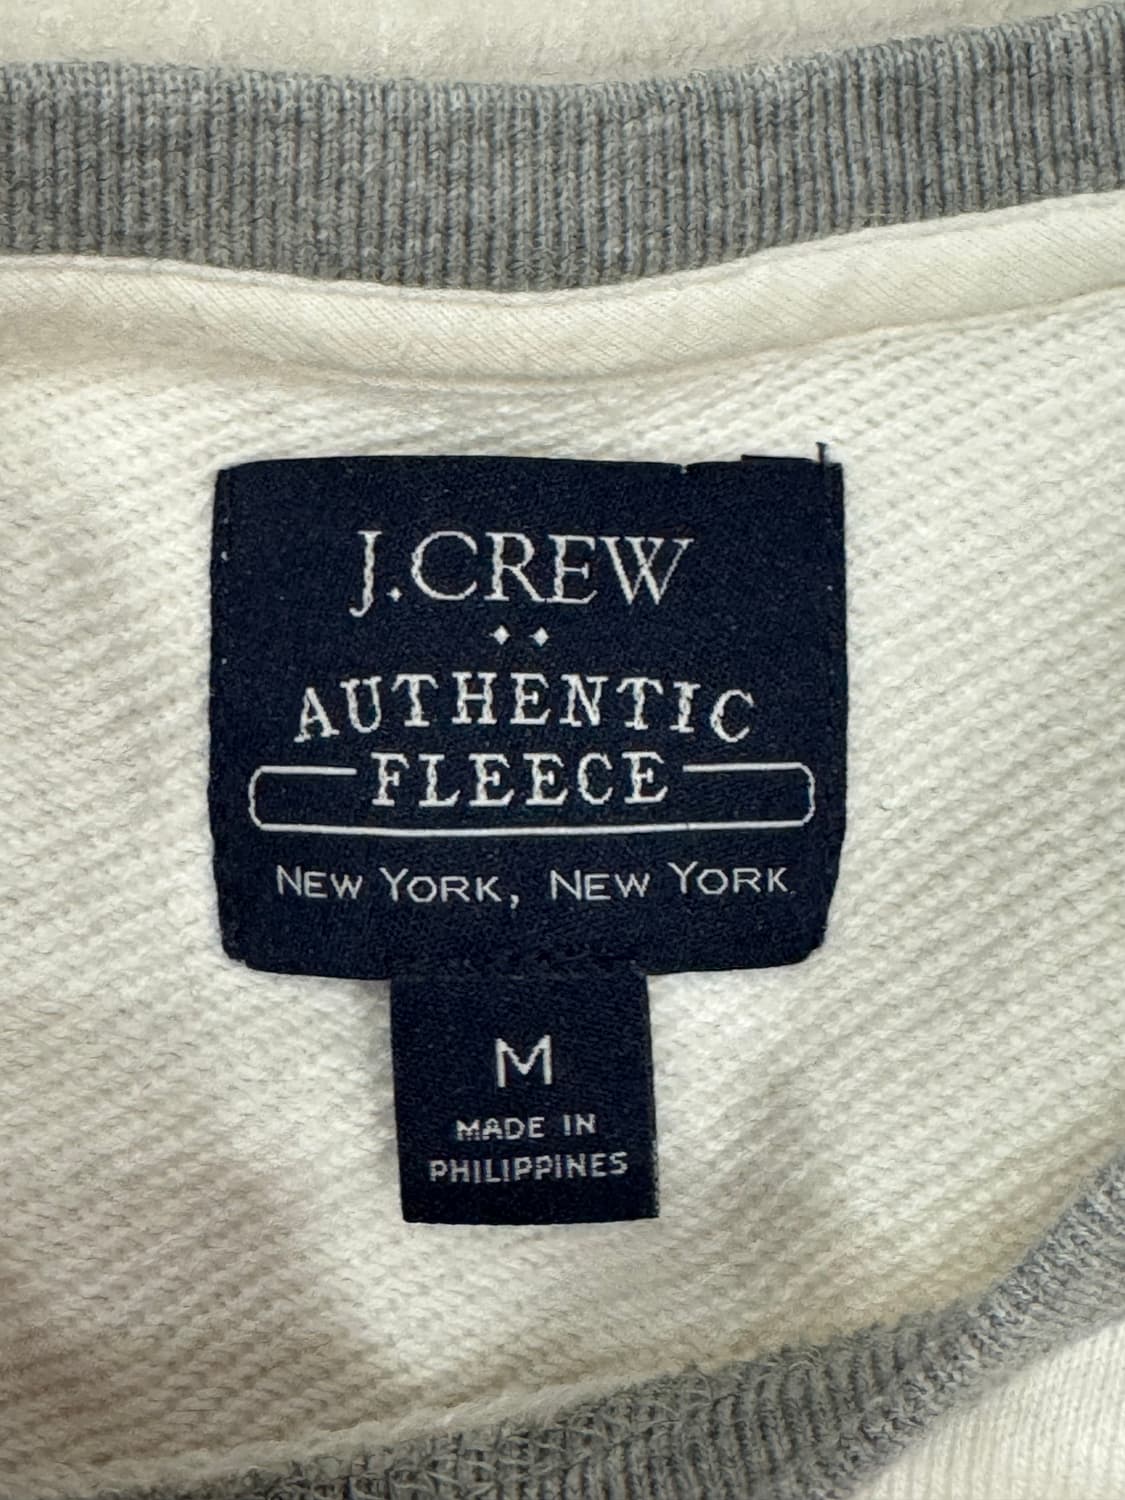 J.CREW
AUTHENTIC
FLEECE
NEW YORK, NEW YORK
M
MADE IN
PHILIPPINES